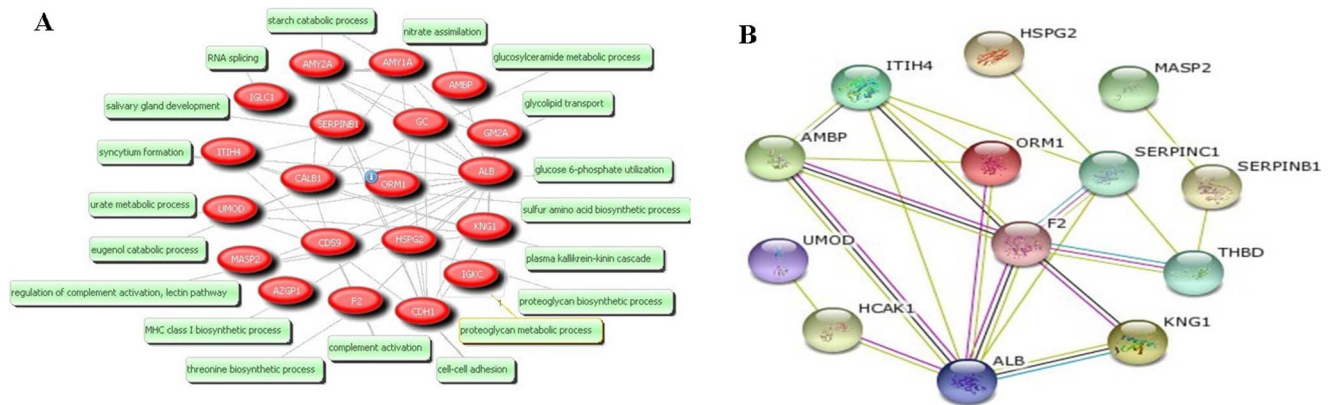 A
starch catabolic process
nitrate assimilation
glucosylceramide metabolic process
RNA splicing
AMY2A
AMY1A
AMBP
IGLC1
glycolipid transport
salivary gland development
SERPINB1
GC
GM2A
syncytium formation
ITIH4
CALB1
ORM1
ALB
glucose 6-phosphate utilization
urate metabolic process
UMOD
sulfur amino acid biosynthetic process
KNG1
eugenol catabolic process
CD59
HSPG2
plasma kallikrein-kinin cascade
MASP2
IGKC
regulation of complement activation, lectin pathway
AZGP1
F2
CDH1
proteoglycan biosynthetic process
MHC class I biosynthetic process
proteoglycan metabolic process
complement activation
threonine biosynthetic process
cell-cell adhesion
B
HSPG2
ITIH4
MASP2
AMBP
ORM1
SERPINC1
SERPINB1
F2
UMOD
THBD
HCAK1
KNG1
ALB